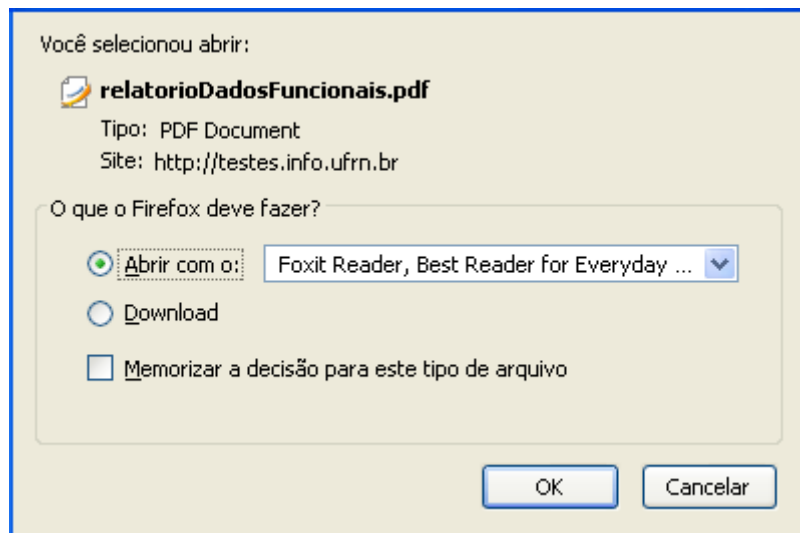 Você selecionou abrir:
relatorioDadosFuncionais.pdf
Tipo: PDF Document
Site: http://testes.info.ufrn.br
O que o Firefox deve fazer?
Abrir com o: Foxit Reader, Best Reader for Everyday ...
Download
Memorizar a decisão para este tipo de arquivo
OK Cancelar